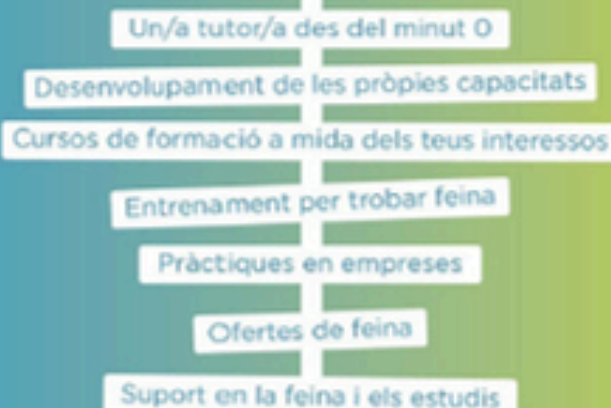 Un/a tutor/a des del minut 0
Desenvolupament de les pròpies capacitats
Cursos de formació a mida dels teus interessos
Entrenament per trobar feina
Pràctiques en empreses
Ofertes de feina
Suport en la feina i els estudis